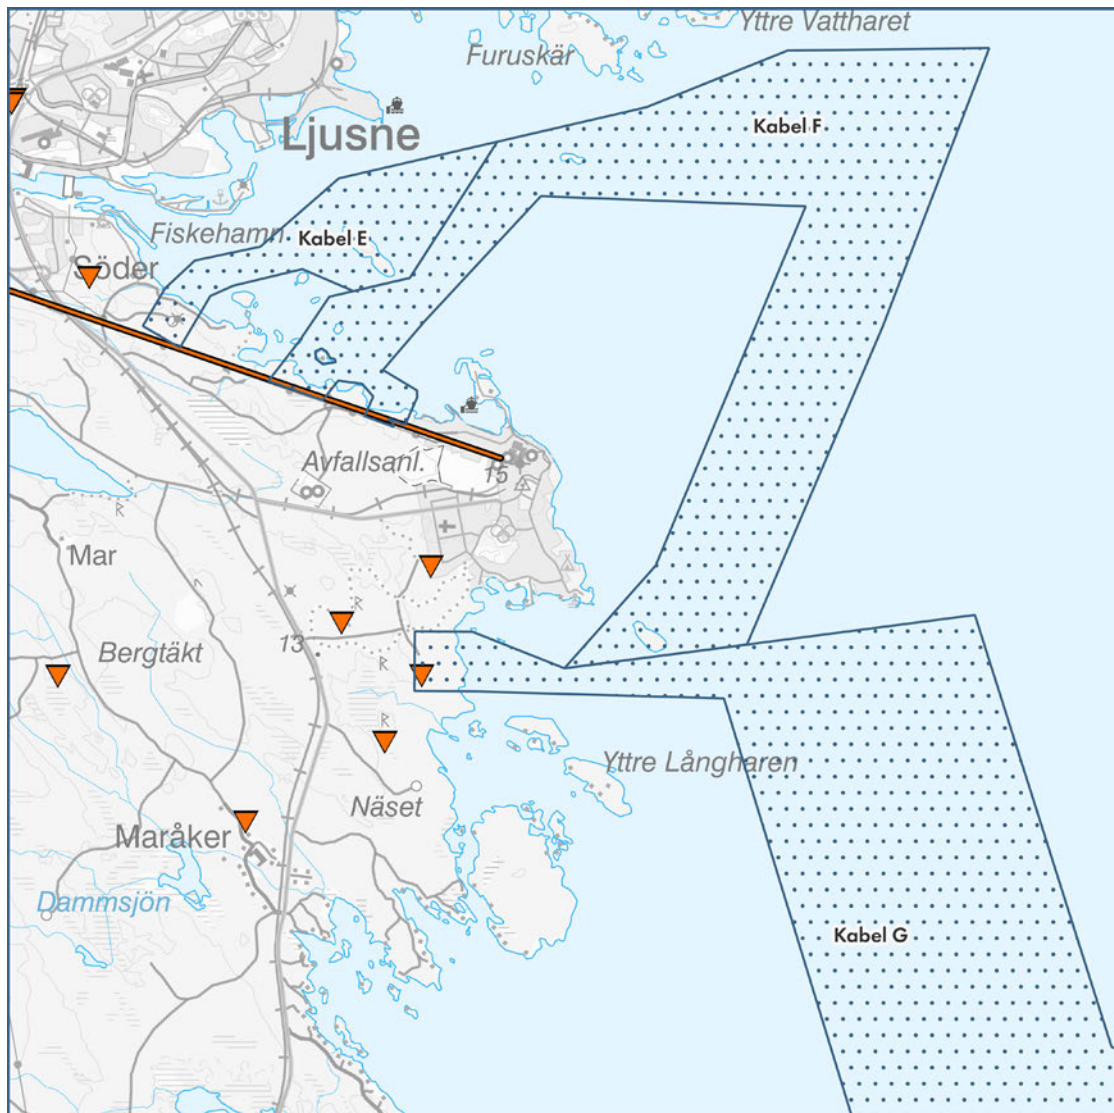 Yttre Vattharet
Furuskär
Kabel F
Ljusne
Fiskehamn
Kabel E
Söder
Avfallsanl.
15
Mar
13
Bergtäkt
Yttre Långharen
Näset
Maråker
Dammsjön
Kabel G